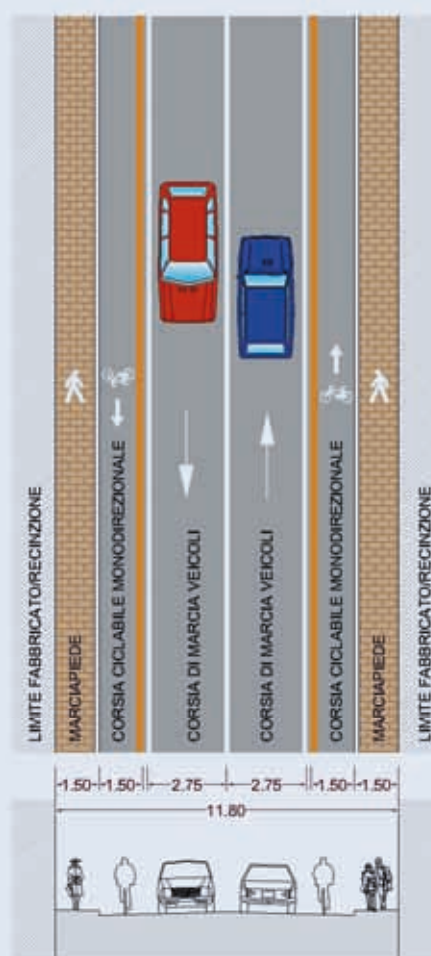 LIMITE FABBRICATO/RECINZIONE
MARCIAPIEDE
CORSIA CICLABILE MONODIREZIONALE
CORSIA DI MARCIA VEICOLI
CORSIA DI MARCIA VEICOLI
CORSIA CICLABILE MONODIREZIONALE
MARCIAPIEDE
LIMITE FABBRICATO/RECINZIONE
1.50 1.50 2.75 2.75 1.50 1.50
11.80